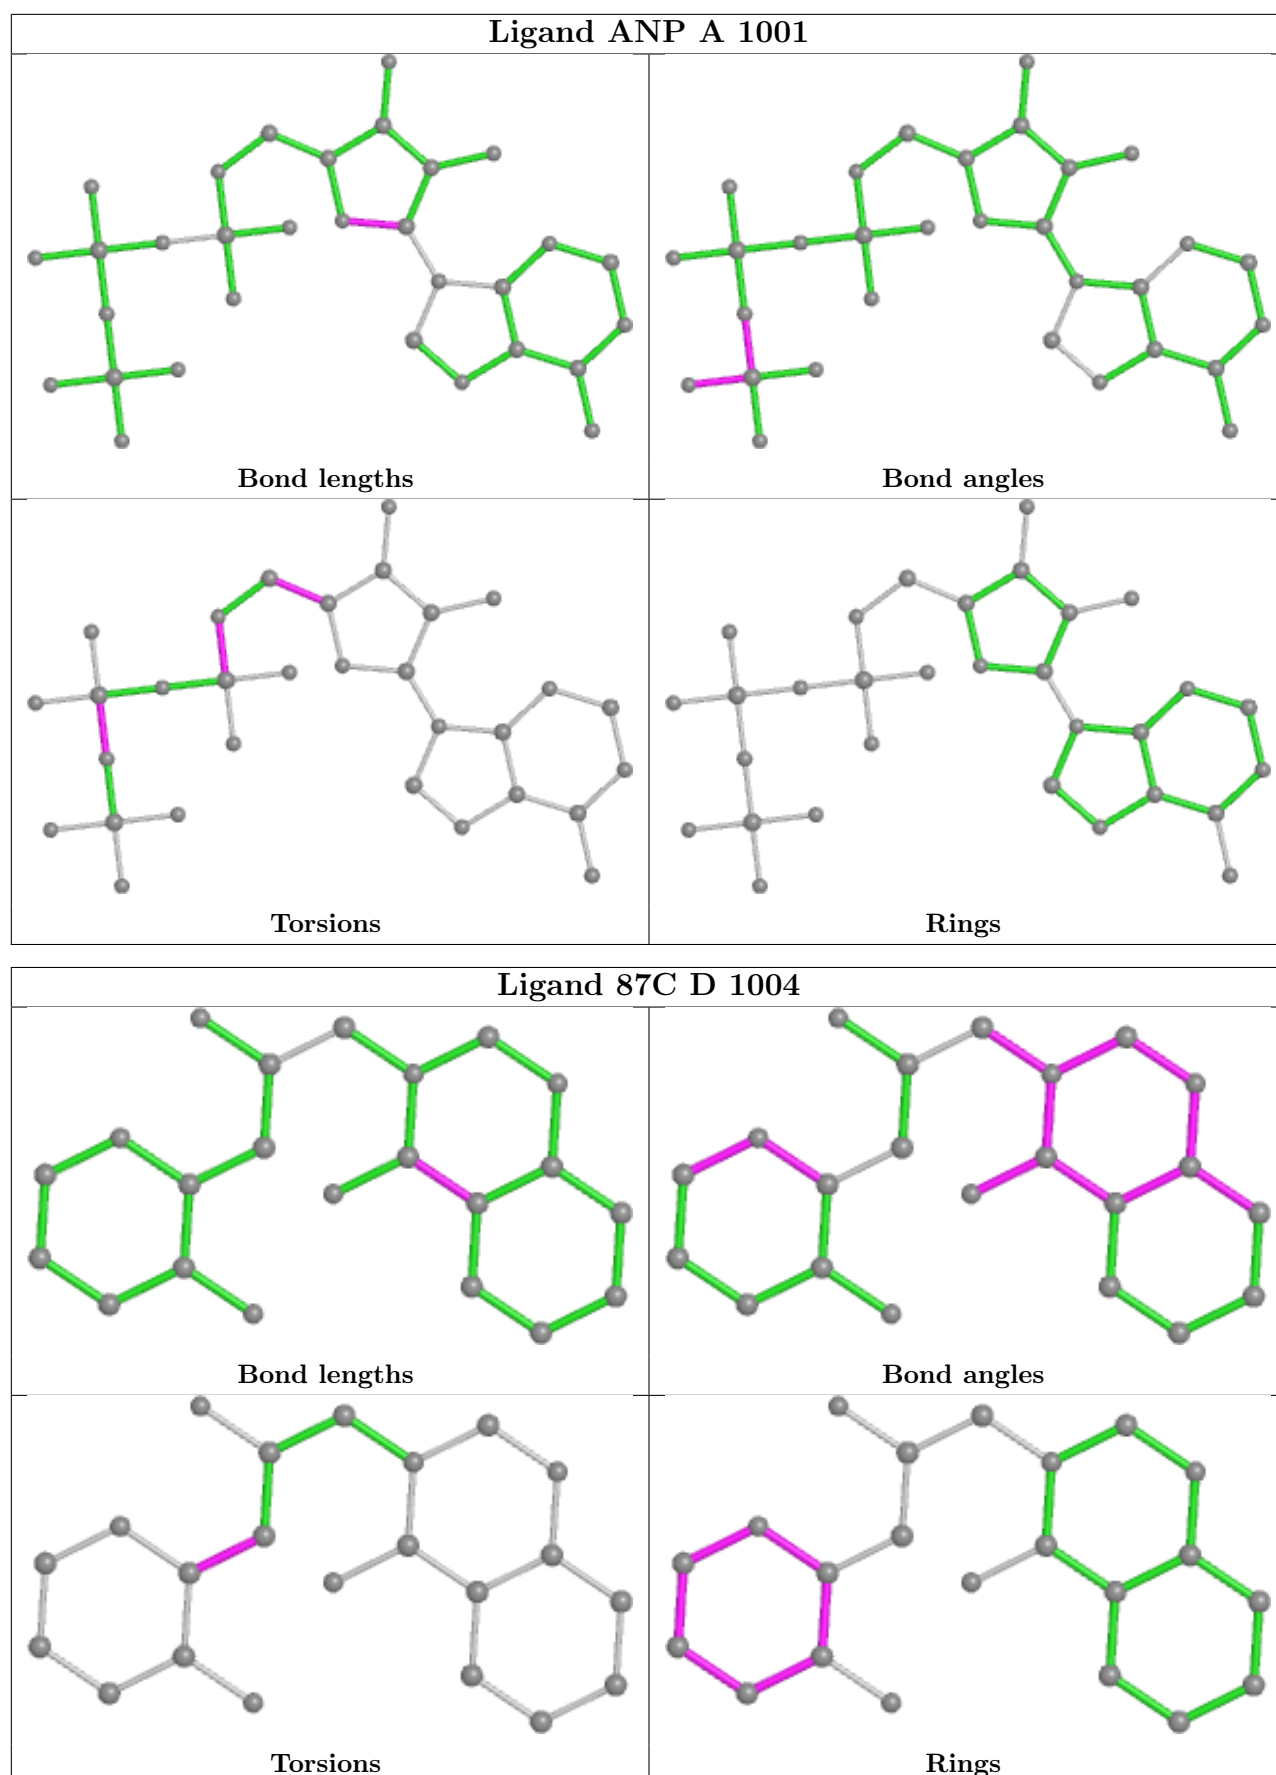 Ligand ANP A 1001
Bond lengths
Bond angles
Torsions
Rings
Ligand 87C D 1004
Bond lengths
Bond angles
Torsions
Rings